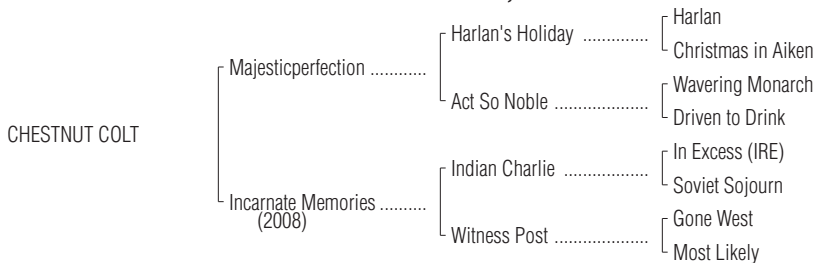 Harlan
Harlan's Holiday ..............
Christmas in Aiken
Majesticperfection ............
Wavering Monarch
Act So Noble ....................
Driven to Drink
CHESTNUT COLT
In Excess (IRE)
Indian Charlie ..................
Soviet Sojourn
Incarnate Memories ..........
(2008)
Gone West
Witness Post ....................
Most Likely